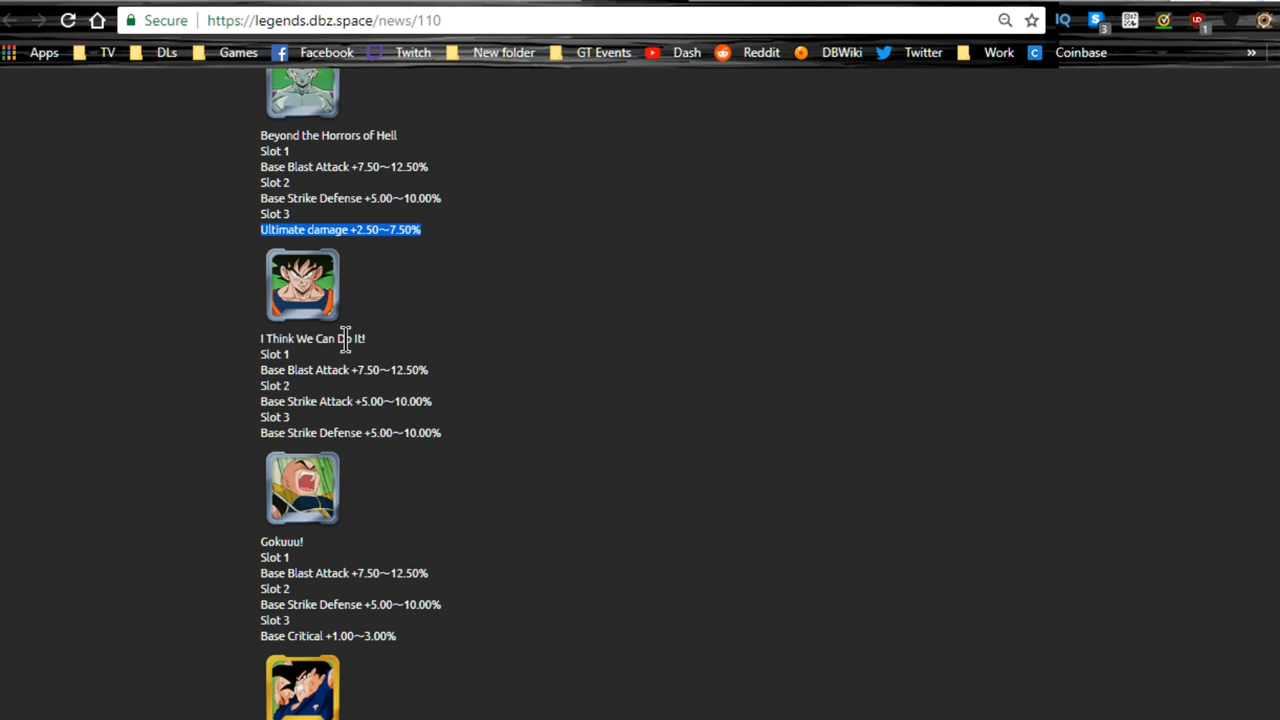 Secure https://legends.dbz.space/news/110
3
1
Apps TV DLs Games Facebook Twitch New folder GT Events Dash Reddit DBWiki Twitter Work Coinbase »
Beyond the Horrors of Hell
Slot 1
Base Blast Attack +7.50～12.50%
Slot 2
Base Strike Defense +5.00～10.00%
Slot 3
Ultimate damage +2.50～7.50%
I Think We Can Do It!
Slot 1
Base Blast Attack +7.50～12.50%
Slot 2
Base Strike Attack +5.00～10.00%
Slot 3
Base Strike Defense +5.00～10.00%
Gokuuu!
Slot 1
Base Blast Attack +7.50～12.50%
Slot 2
Base Strike Defense +5.00～10.00%
Slot 3
Base Critical +1.00～3.00%